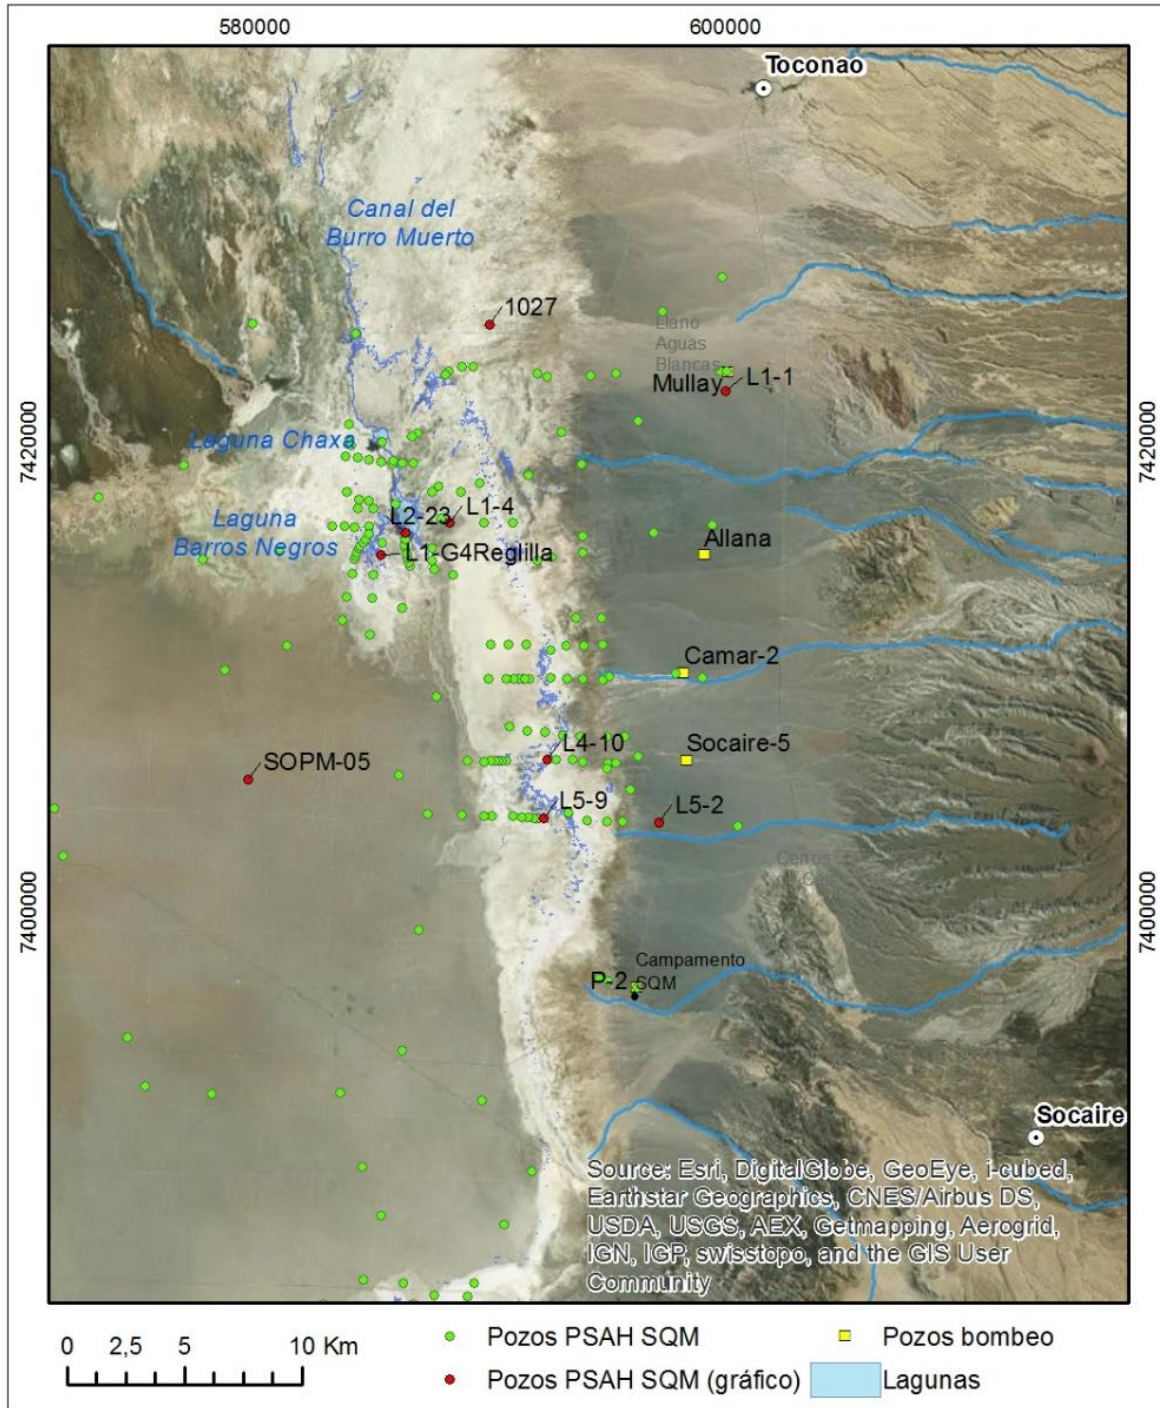 580000
600000
Toconao
Canal del
Burro Muerto
1027
Llano
Aguas
Blancas
Mullay
L1-1
7420000
7420000
Laguna Chaxa
L1-4
L2-23
Laguna
Barros Negros
L1-G4Reglilla
Allana
Camar-2
L4-10
Socaire-5
SOPM-05
L5-9
L5-2
Cerros
7400000
7400000
Campamento
SQM
P-2
Socaire
Source: Esri, DigitalGlobe, GeoEye, i-cubed,
Earthstar Geographics, CNES/Airbus DS,
USDA, USGS, AEX, Getmapping, Aerogrid,
IGN, IGP, swisstopo, and the GIS User
Community
0 2,5 5 10 Km
Pozos PSAH SQM
Pozos bombeo
Pozos PSAH SQM (gráfico)
Lagunas